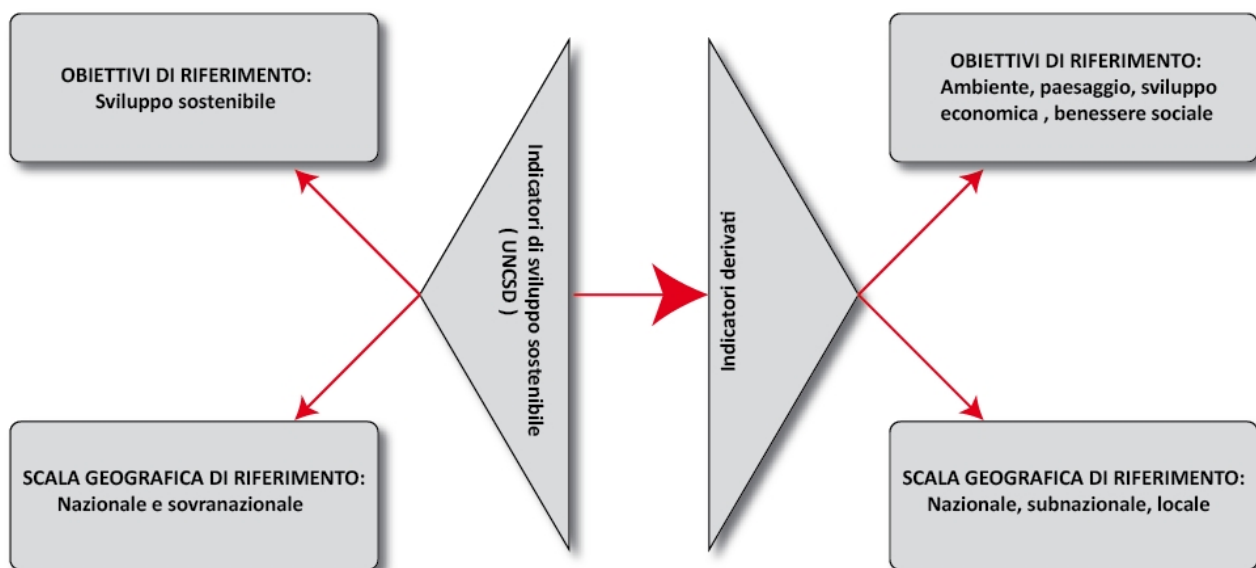 OBIETTIVI DI RIFERIMENTO:
Sviluppo sostenibile
SCALA GEOGRAFICA DI RIFERIMENTO:
Nazionale e sovranazionale
Indicatori di sviluppo sostenibile
( UNCSD )
Indicatori derivati
OBIETTIVI DI RIFERIMENTO:
Ambiente, paesaggio, sviluppo
economica , benessere sociale
SCALA GEOGRAFICA DI RIFERIMENTO:
Nazionale, subnazionale, locale